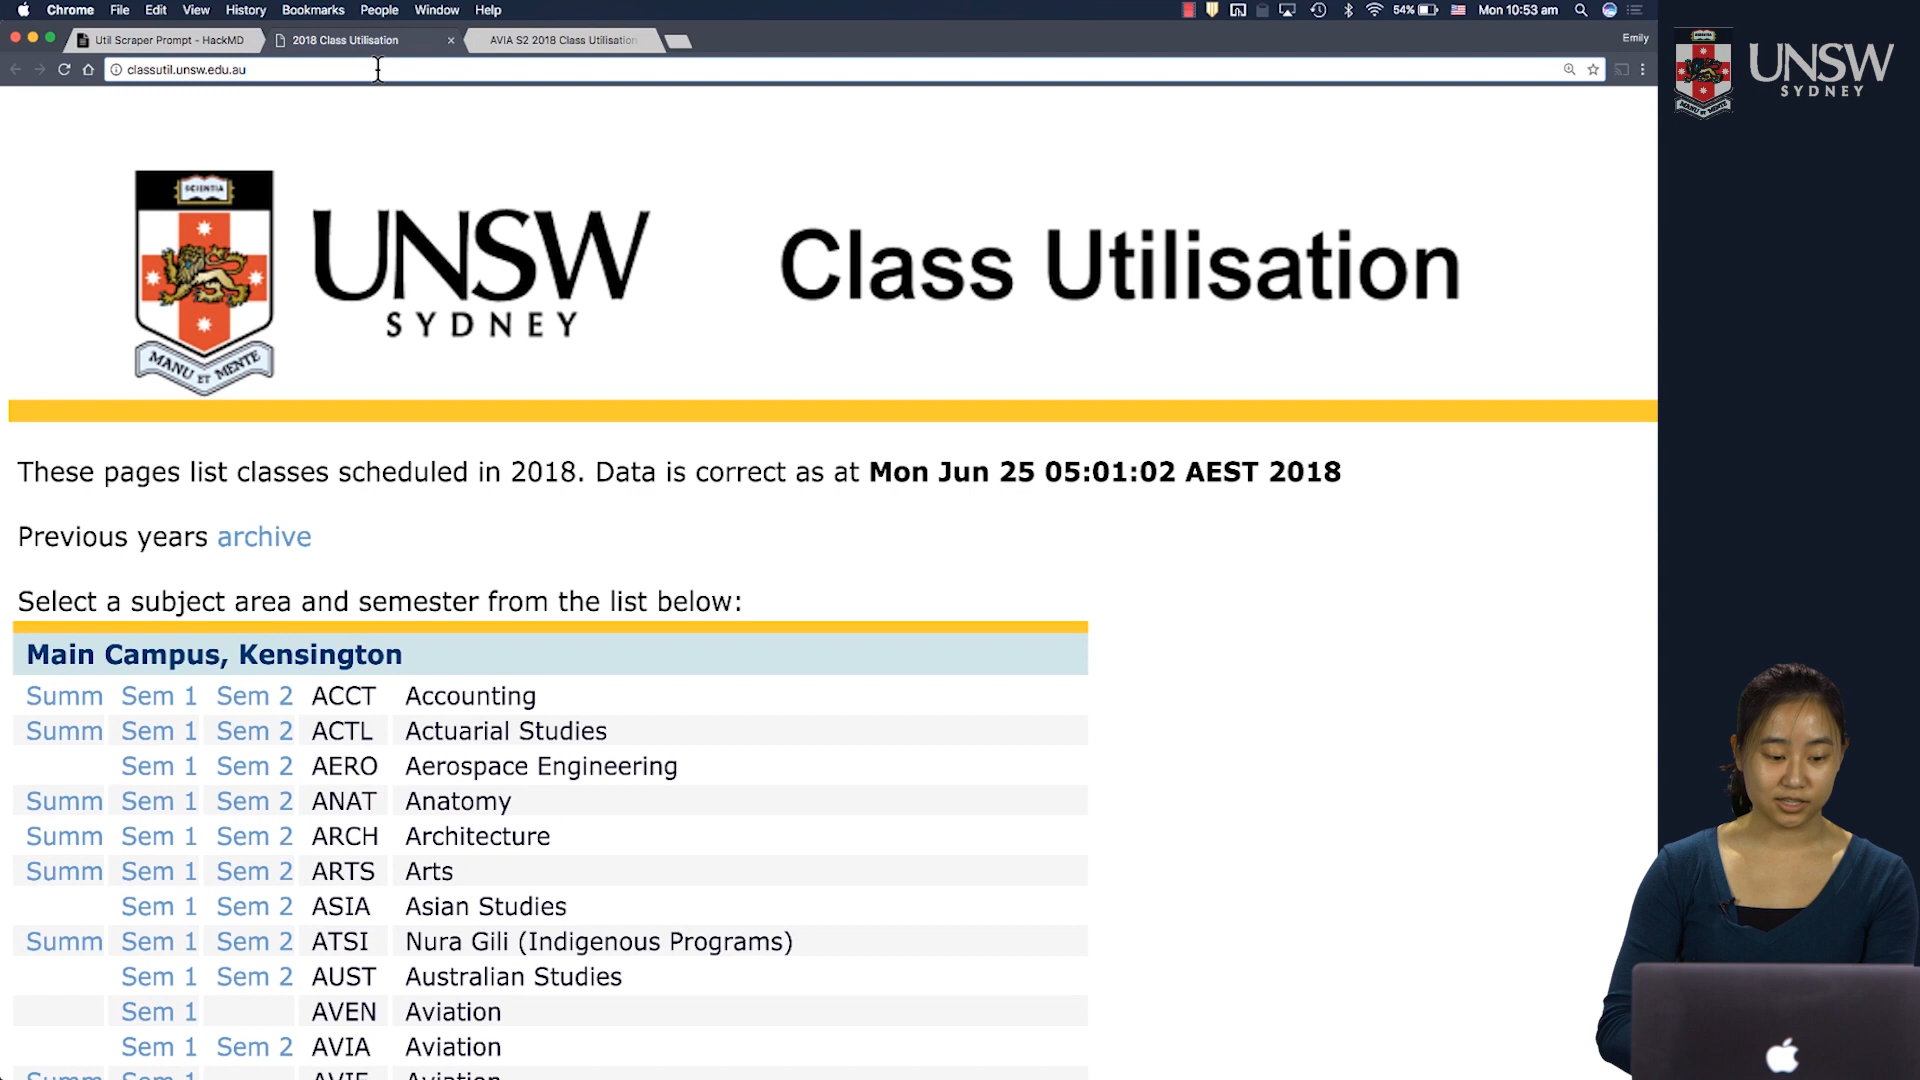 Chrome File Edit View History Bookmarks People Window Help 54% Mon 10:53 am
Util Scraper Prompt - HackMD 2018 Class Utilisation AVIA S2 2018 Class Utilisation Emily
classutil.unsw.edu.au
UNSW
SYDNEY
MANU ET MENTE
SCIENTIA
UNSW
SYDNEY
MANU ET MENTE
Class Utilisation
These pages list classes scheduled in 2018. Data is correct as at Mon Jun 25 05:01:02 AEST 2018
Previous years archive
Select a subject area and semester from the list below:
Main Campus, Kensington
Summ Sem 1 Sem 2 ACCT Accounting
Summ Sem 1 Sem 2 ACTL Actuarial Studies
Sem 1 Sem 2 AERO Aerospace Engineering
Summ Sem 1 Sem 2 ANAT Anatomy
Summ Sem 1 Sem 2 ARCH Architecture
Summ Sem 1 Sem 2 ARTS Arts
Sem 1 Sem 2 ASIA Asian Studies
Summ Sem 1 Sem 2 ATSI Nura Gili (Indigenous Programs)
Sem 1 Sem 2 AUST Australian Studies
Sem 1 AVEN Aviation
Sem 1 Sem 2 AVIA Aviation
Summ Sem 1 AVIF Aviation